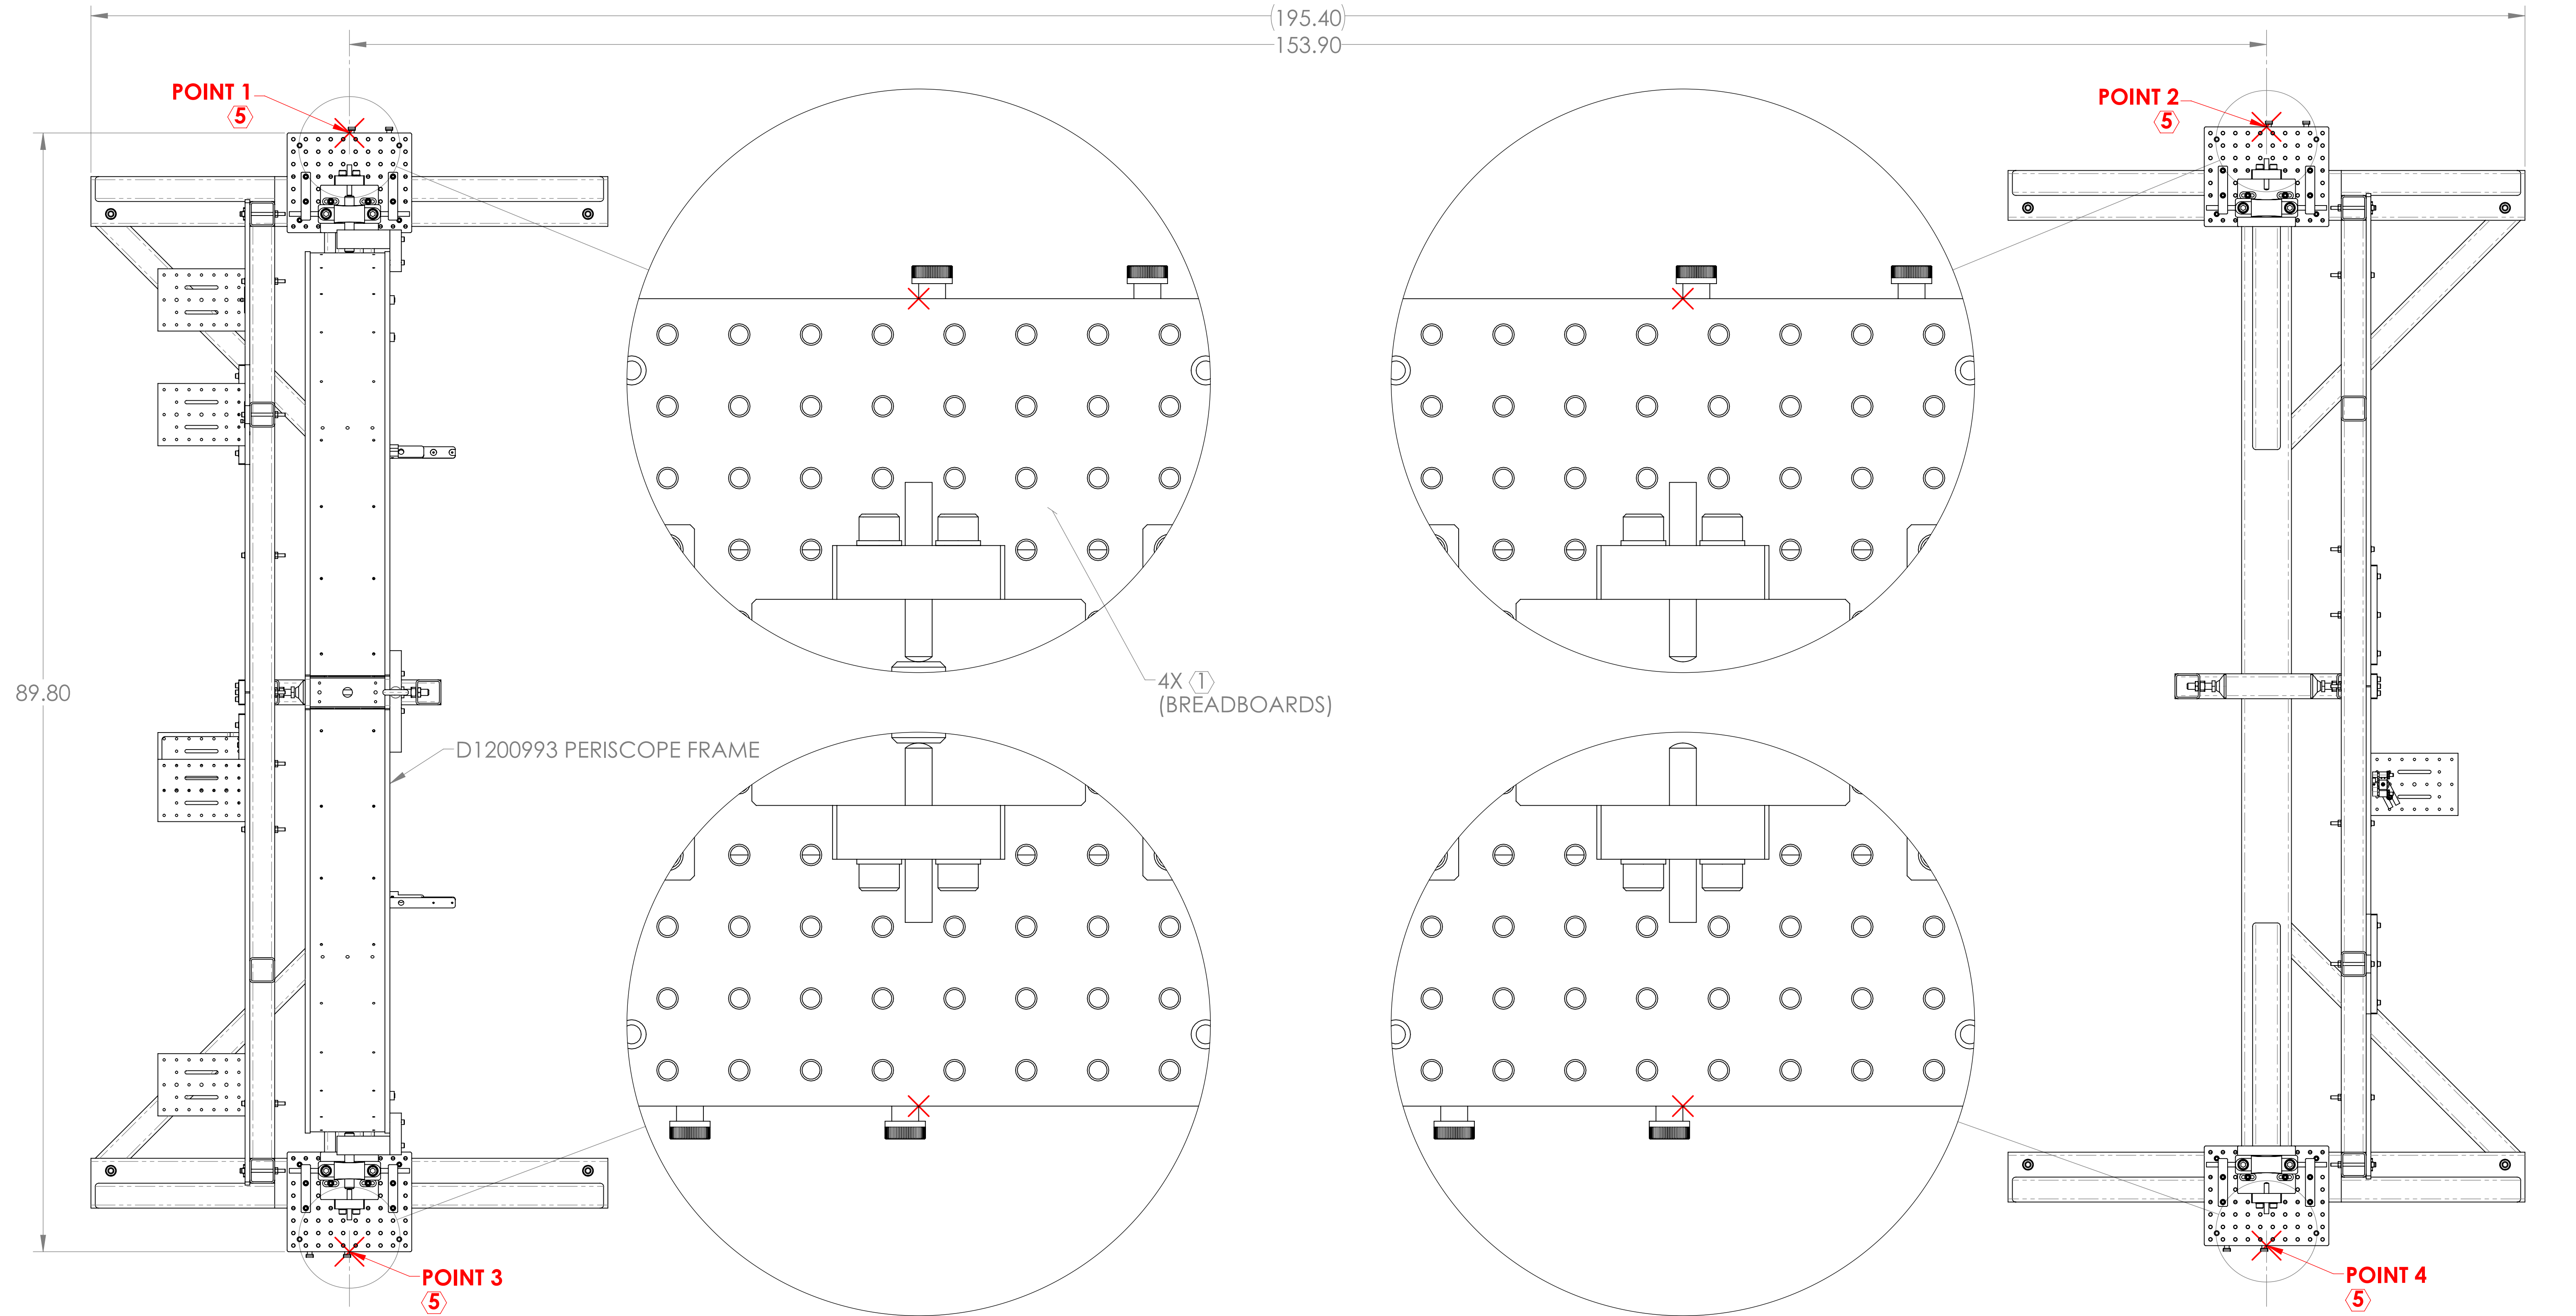 (195.40)
153.90
POINT 1
5
POINT 2
5
89.80
4X 1
(BREADBOARDS)
D1200993 PERISCOPE FRAME
POINT 3
5
POINT 4
5